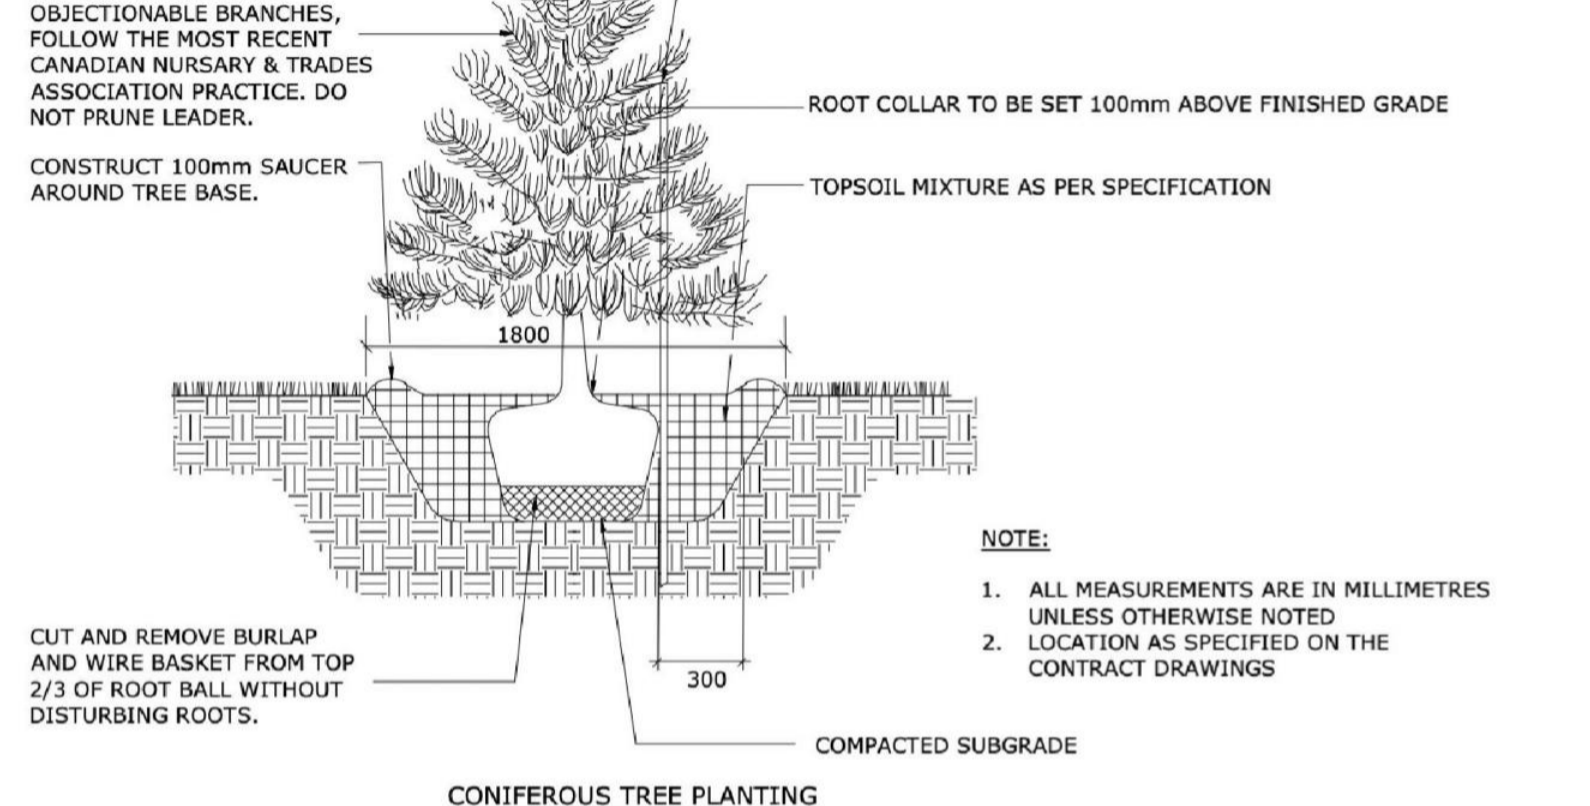 OBJECTIONABLE BRANCHES,
FOLLOW THE MOST RECENT
CANADIAN NURSARY & TRADES
ASSOCIATION PRACTICE. DO
NOT PRUNE LEADER.
CONSTRUCT 100mm SAUCER
AROUND TREE BASE.
ROOT COLLAR TO BE SET 100mm ABOVE FINISHED GRADE
TOPSOIL MIXTURE AS PER SPECIFICATION
1800
NOTE:
1. ALL MEASUREMENTS ARE IN MILLIMETRES
UNLESS OTHERWISE NOTED
2. LOCATION AS SPECIFIED ON THE
CONTRACT DRAWINGS
CUT AND REMOVE BURLAP
AND WIRE BASKET FROM TOP
2/3 OF ROOT BALL WITHOUT
DISTURBING ROOTS.
300
COMPACTED SUBGRADE
CONIFEROUS TREE PLANTING